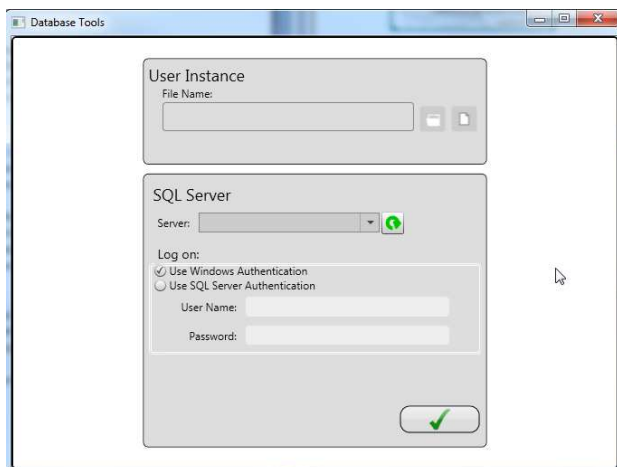 Database Tools
User Instance
File Name:
SQL Server
Server:
Log on:
Use Windows Authentication
Use SQL Server Authentication
User Name:
Password: